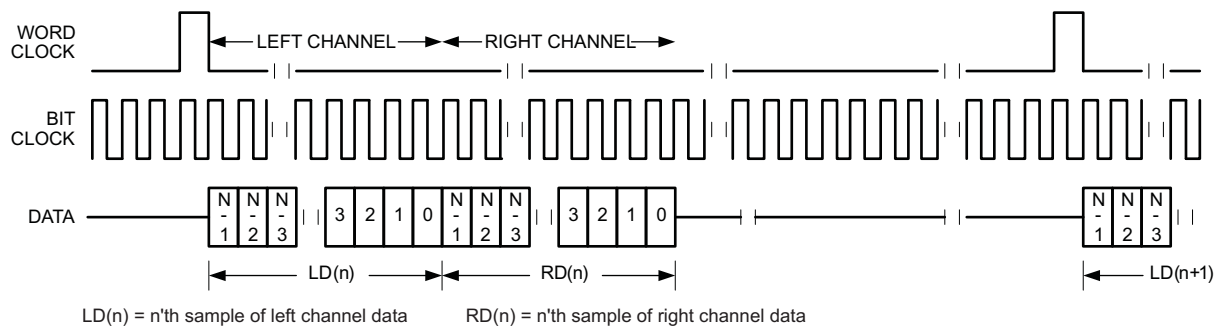 WORD
CLOCK
LEFT CHANNEL
RIGHT CHANNEL
BIT
CLOCK
DATA
N-1 N-2 N-3 3 2 1 0 N-1 N-2 N-3 3 2 1 0 N-1 N-2 N-3
LD(n) RD(n) LD(n+1)
LD(n) = n'th sample of left channel data
RD(n) = n'th sample of right channel data